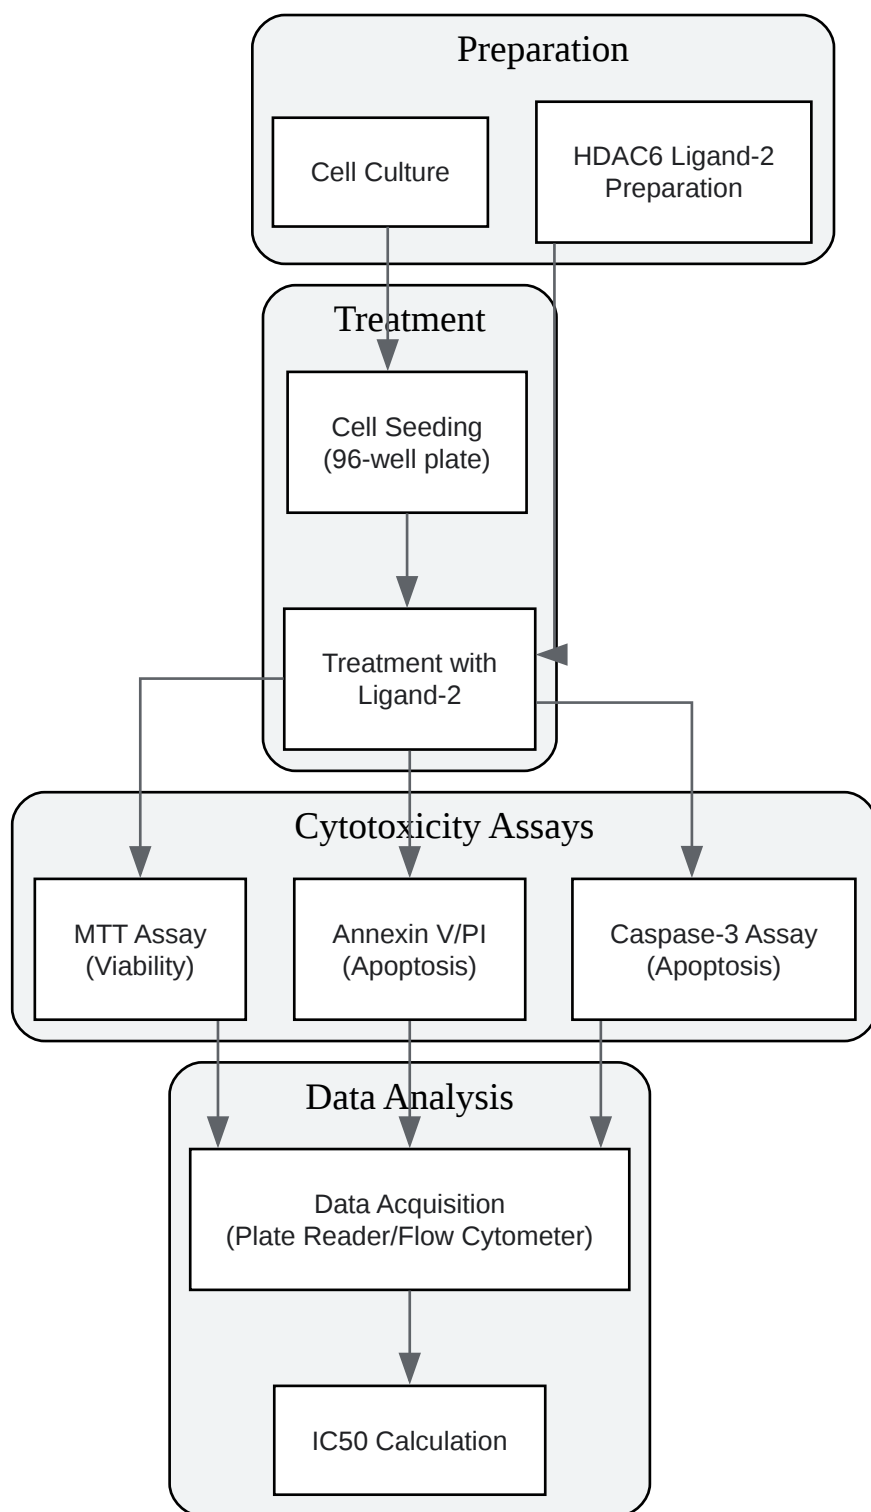 Preparation
Cell Culture
HDAC6 Ligand-2
Preparation
Treatment
Cell Seeding
(96-well plate)
Treatment with
Ligand-2
Cytotoxicity Assays
MTT Assay
(Viability)
Annexin V/PI
(Apoptosis)
Caspase-3 Assay
(Apoptosis)
Data Analysis
Data Acquisition
(Plate Reader/Flow Cytometer)
IC50 Calculation